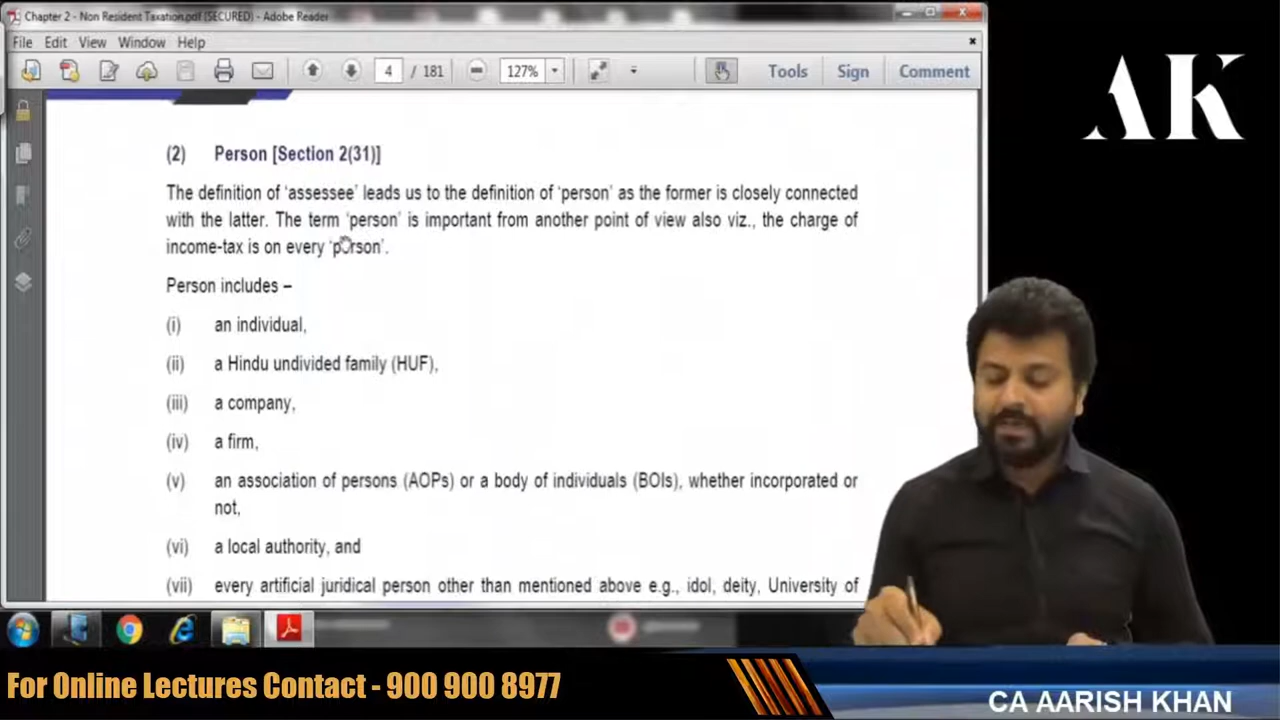 Chapter 2 - Non Resident Taxation.pdf (SECURED) - Adobe Reader
File Edit View Window Help
4 / 181 127% Tools Sign Comment
AK
(2) Person [Section 2(31)]
The definition of ‘assessee’ leads us to the definition of ‘person’ as the former is closely connected
with the latter. The term ‘person’ is important from another point of view also viz., the charge of
income-tax is on every ‘person’.
Person includes –
(i) an individual,
(ii) a Hindu undivided family (HUF),
(iii) a company,
(iv) a firm,
(v) an association of persons (AOPs) or a body of individuals (BOIs), whether incorporated or
not,
(vi) a local authority, and
(vii) every artificial juridical person other than mentioned above e.g., idol, deity, University of
For Online Lectures Contact - 900 900 8977
CA AARISH KHAN